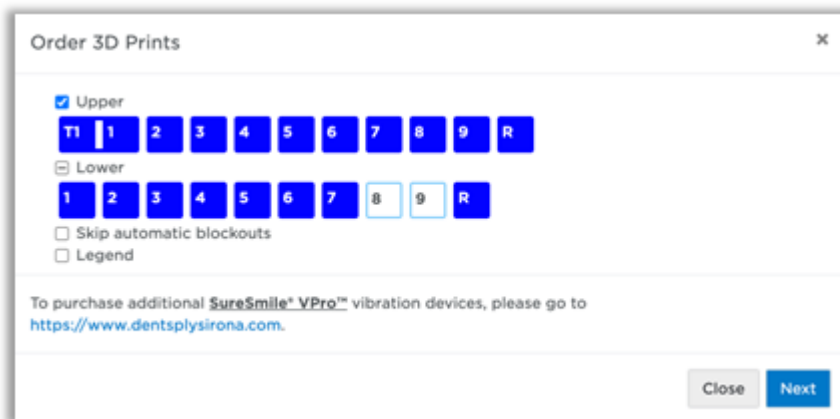 Order 3D Prints ×
Upper
T1 1 2 3 4 5 6 7 8 9 R
Lower
1 2 3 4 5 6 7 8 9 R
Skip automatic blockouts
Legend
To purchase additional SureSmile® VPro™ vibration devices, please go to
https://www.dentsplysirona.com.
Close Next